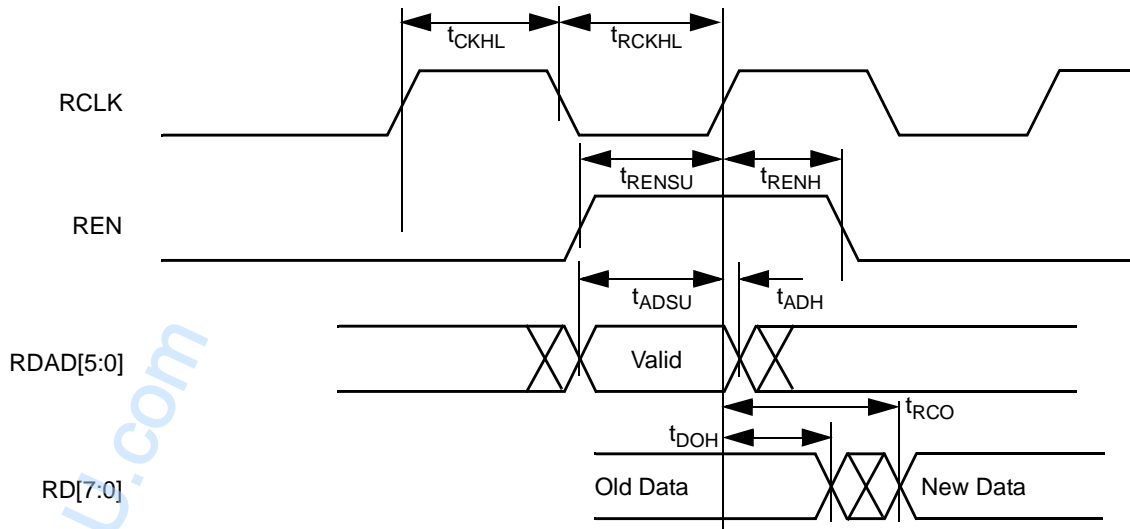 tCKHL tRCKHL
RCLK
tRENSU tRENH
REN
tADSU tADH
RDAD[5:0] Valid
tRCO
tDOH
RD[7:0] Old Data New Data
U.com